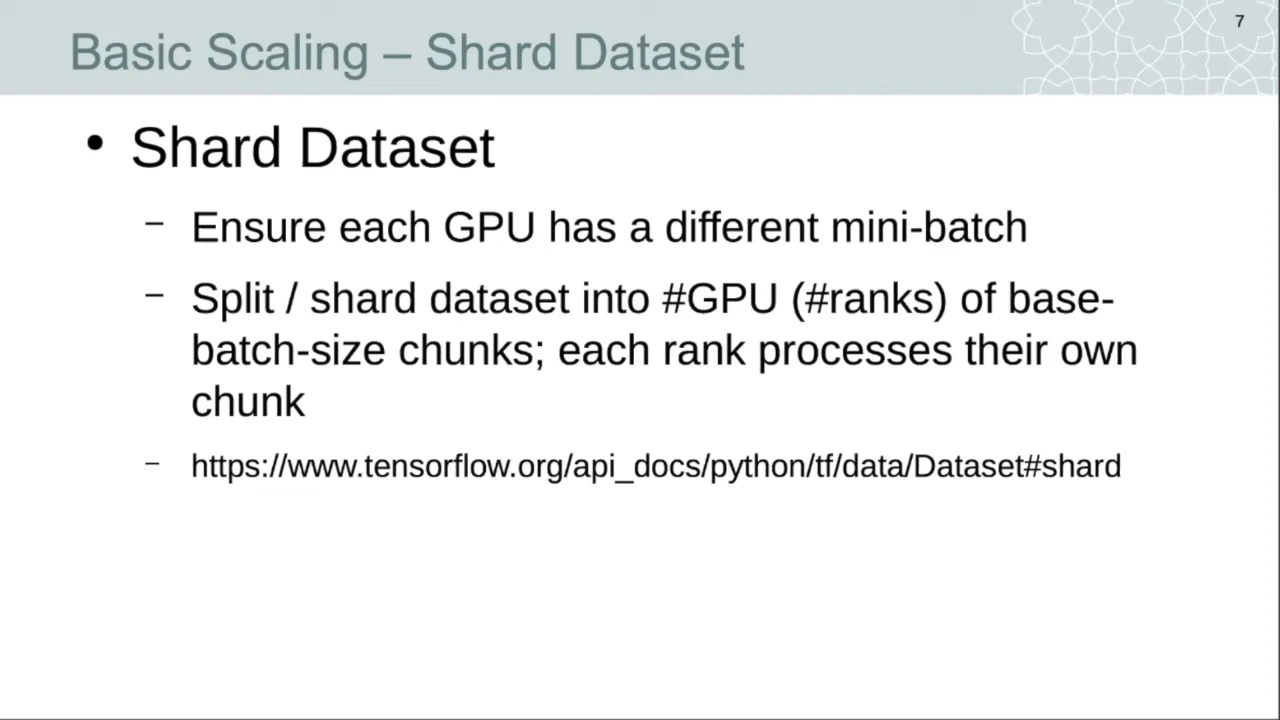 7
Basic Scaling – Shard Dataset
• Shard Dataset
– Ensure each GPU has a different mini-batch
– Split / shard dataset into #GPU (#ranks) of base-
batch-size chunks; each rank processes their own
chunk
– https://www.tensorflow.org/api_docs/python/tf/data/Dataset#shard